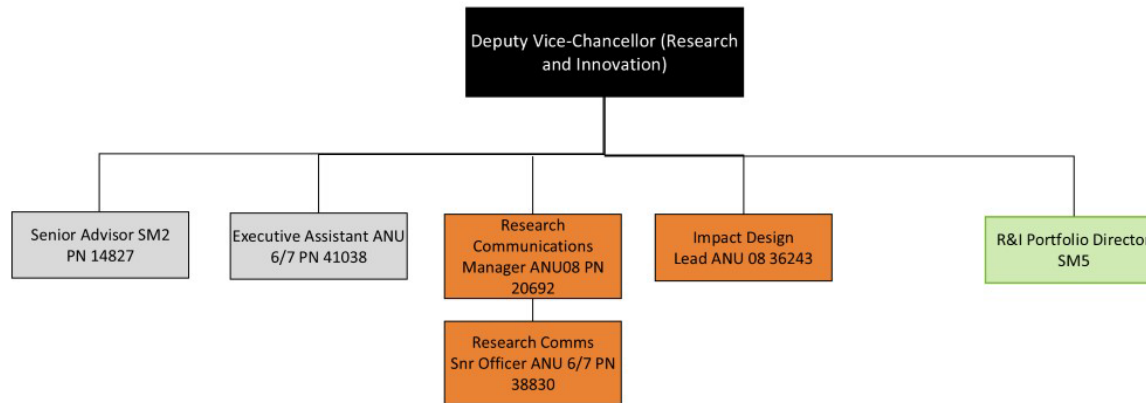 Deputy Vice-Chancellor (Research
and Innovation)
Senior Advisor SM2
PN 14827
Executive Assistant ANU
6/7 PN 41038
Research
Communications
Manager ANU08 PN
20692
Impact Design
Lead ANU 08 36243
R&I Portfolio Director
SM5
Research Comms
Snr Officer ANU 6/7 PN
38830